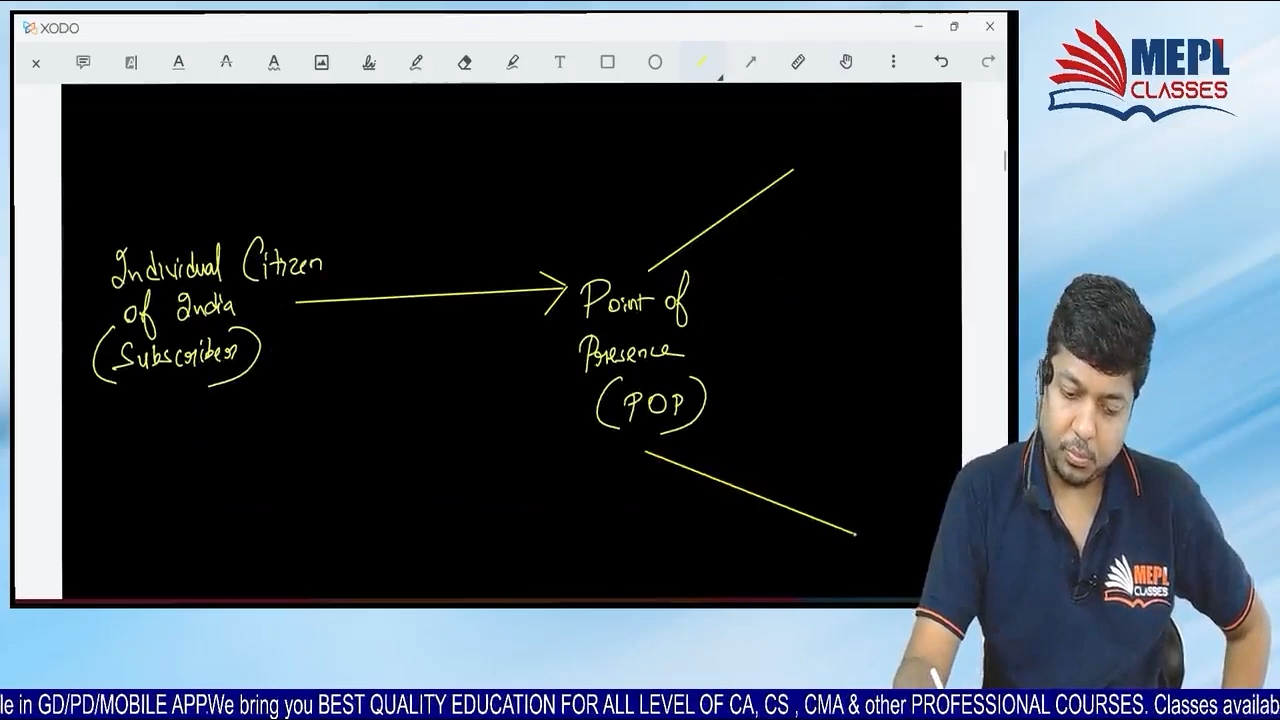 XODO
MEPL
CLASSES
Individual Citizen
of India
(Subscriber)
Point of
Presence
(POP)
MEPL
CLASSES
le in GD/PD/MOBILE APP.We bring you BEST QUALITY EDUCATION FOR ALL LEVEL OF CA, CS , CMA & other PROFESSIONAL COURSES. Classes availab